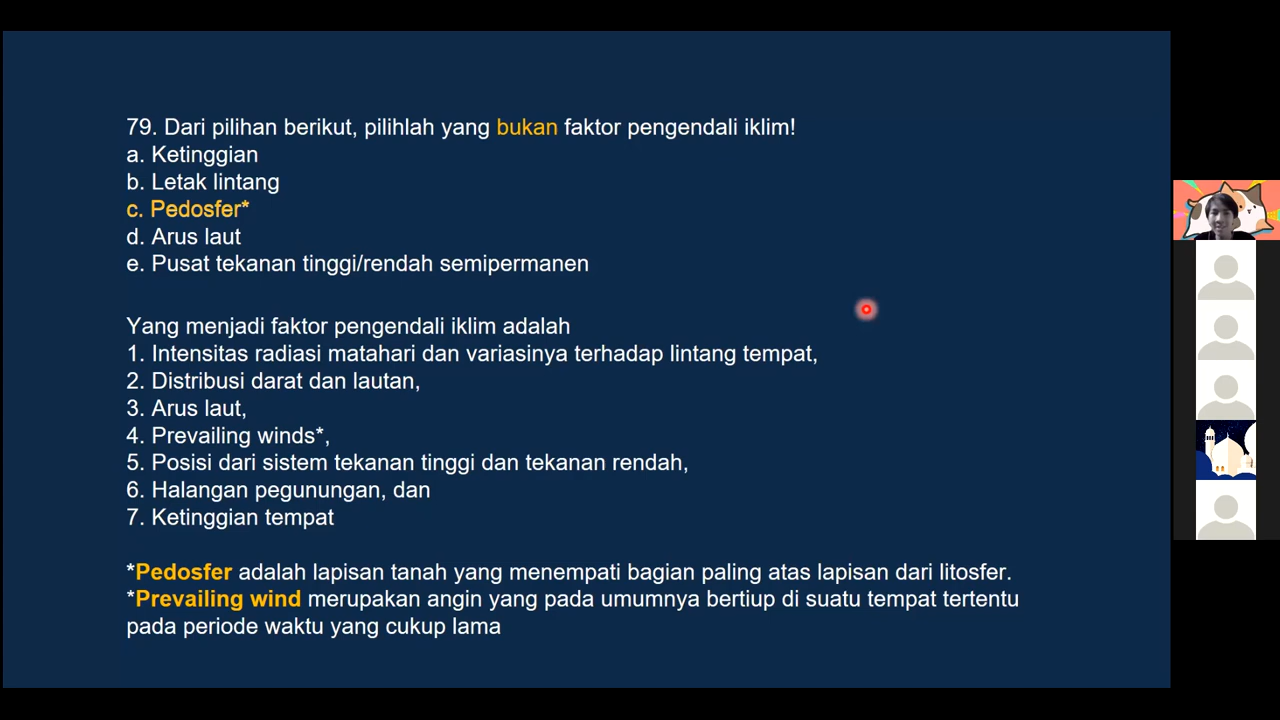 79. Dari pilihan berikut, pilihlah yang bukan faktor pengendali iklim!
a. Ketinggian
b. Letak lintang
c. Pedosfer*
d. Arus laut
e. Pusat tekanan tinggi/rendah semipermanen
Yang menjadi faktor pengendali iklim adalah
1. Intensitas radiasi matahari dan variasinya terhadap lintang tempat,
2. Distribusi darat dan lautan,
3. Arus laut,
4. Prevailing winds*,
5. Posisi dari sistem tekanan tinggi dan tekanan rendah,
6. Halangan pegunungan, dan
7. Ketinggian tempat
*Pedosfer adalah lapisan tanah yang menempati bagian paling atas lapisan dari litosfer.
*Prevailing wind merupakan angin yang pada umumnya bertiup di suatu tempat tertentu
pada periode waktu yang cukup lama